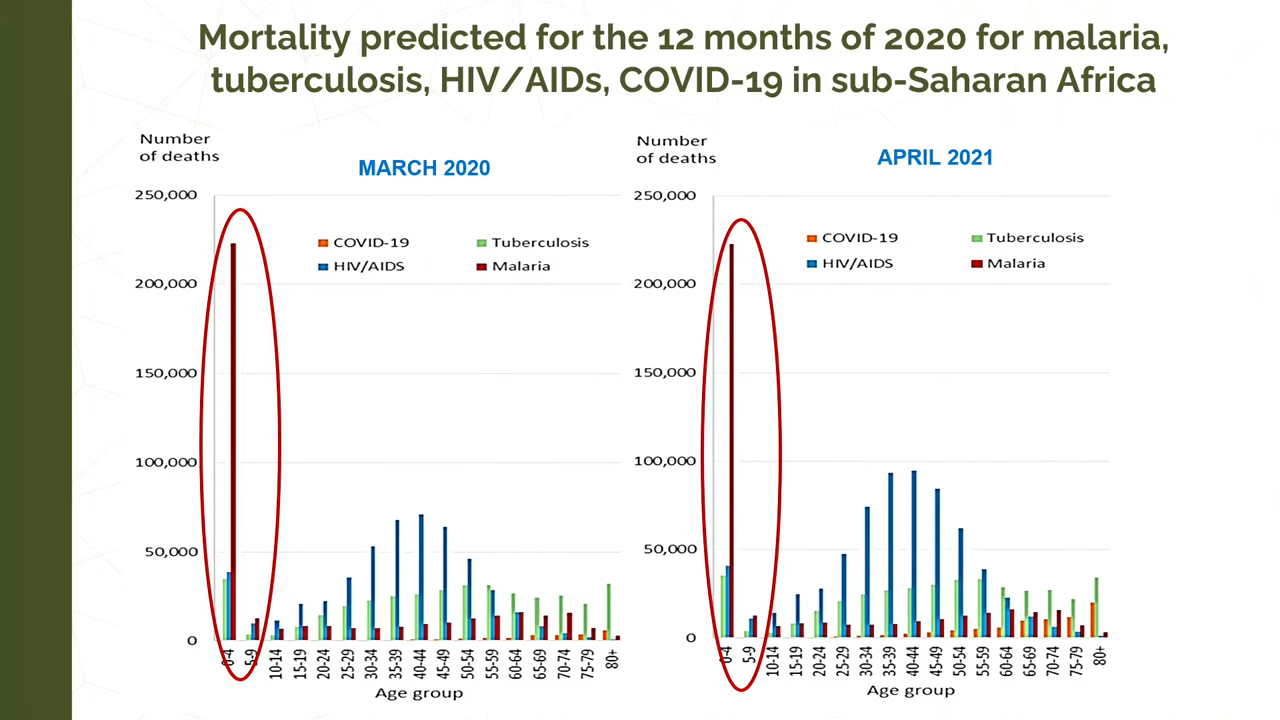 Mortality predicted for the 12 months of 2020 for malaria,
tuberculosis, HIV/AIDs, COVID-19 in sub-Saharan Africa
Number
of deaths
MARCH 2020
250,000
200,000
150,000
100,000
50,000
0
COVID-19
Tuberculosis
HIV/AIDS
Malaria
0-4
5-9
10-14
15-19
20-24
25-29
30-34
35-39
40-44
45-49
50-54
55-59
60-64
65-69
70-74
75-79
80+
Age group
Number
of deaths
APRIL 2021
250,000
200,000
150,000
100,000
50,000
0
COVID-19
Tuberculosis
HIV/AIDS
Malaria
0-4
5-9
10-14
15-19
20-24
25-29
30-34
35-39
40-44
45-49
50-54
55-59
60-64
65-69
70-74
75-79
80+
Age group